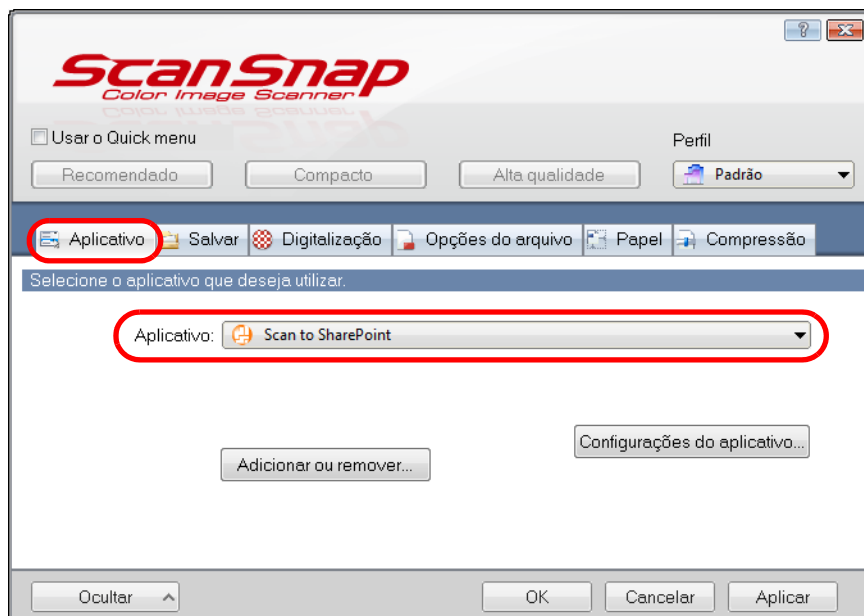 ScanSnap
Color Image Scanner
Usar o Quick menu
Perfil
Recomendado Compacto Alta qualidade Padrão
Aplicativo Salvar Digitalização Opções do arquivo Papel Compressão
Selecione o aplicativo que deseja utilizar.
Aplicativo: Scan to SharePoint
Configurações do aplicativo...
Adicionar ou remover...
Ocultar OK Cancelar Aplicar